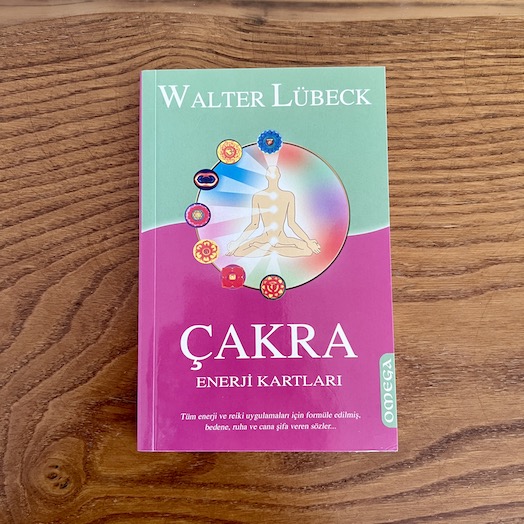 WALTER LÜBECK
ÇAKRA
ENERJİ KARTLARI
OMEGA
Tüm enerji ve reiki uygulamaları için formüle edilmiş,
bedene, ruha ve cana şifa veren sözler...